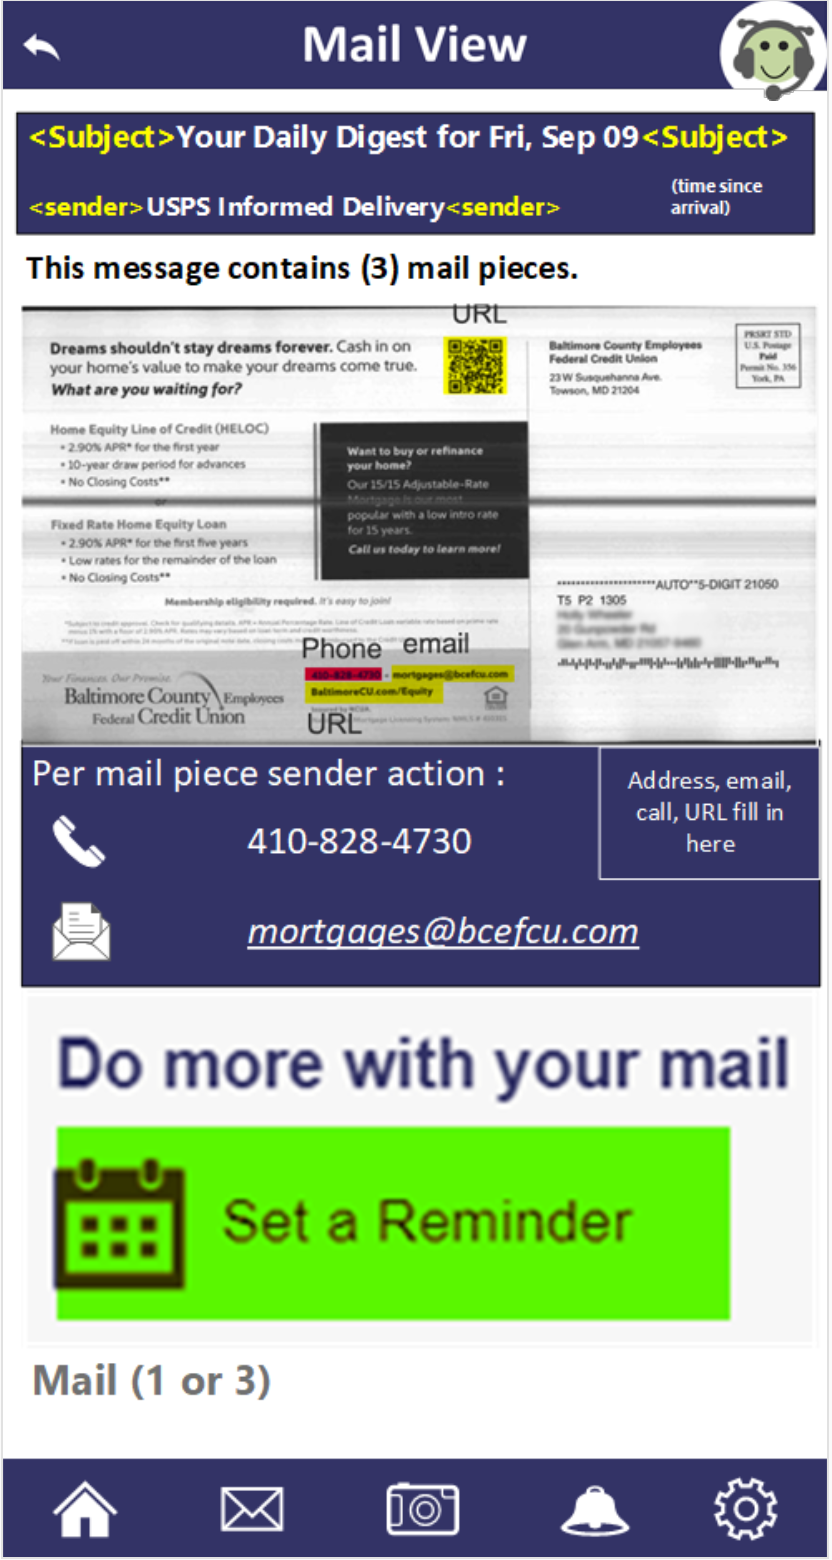 Mail View
<Subject>Your Daily Digest for Fri, Sep 09<Subject>
<sender>USPS Informed Delivery<sender>
(time since
arrival)
This message contains (3) mail pieces.
URL
Dreams shouldn't stay dreams forever. Cash in on
your home's value to make your dreams come true.
What are you waiting for?
Baltimore County Employees
Federal Credit Union
23 W Susquehanna Ave.
Towson, MD 21204
PRSRT STD
U.S. Postage
Paid
Permit No. 356
York, PA
Home Equity Line of Credit (HELOC)
• 2.90% APR* for the first year
• 10-year draw period for advances
• No Closing Costs**
or
Fixed Rate Home Equity Loan
• 2.90% APR* for the first five years
• Low rates for the remainder of the loan
• No Closing Costs**
Want to buy or refinance
your home?
Our 15/15 Adjustable-Rate
Mortgage is our most
popular with a low intro rate
for 15 years.
Call us today to learn more!
Membership eligibility required. It's easy to join!
*********************AUTO**5-DIGIT 21050
T5 P2 1305
Phone email
410-828-4730 - mortgages@bcefcu.com
BaltimoreCU.com/Equity
URL
Your Finances. Our Promise.
Baltimore County Employees
Federal Credit Union
Per mail piece sender action :
Address, email,
call, URL fill in
here
410-828-4730
mortgages@bcefcu.com
Do more with your mail
Set a Reminder
Mail (1 or 3)